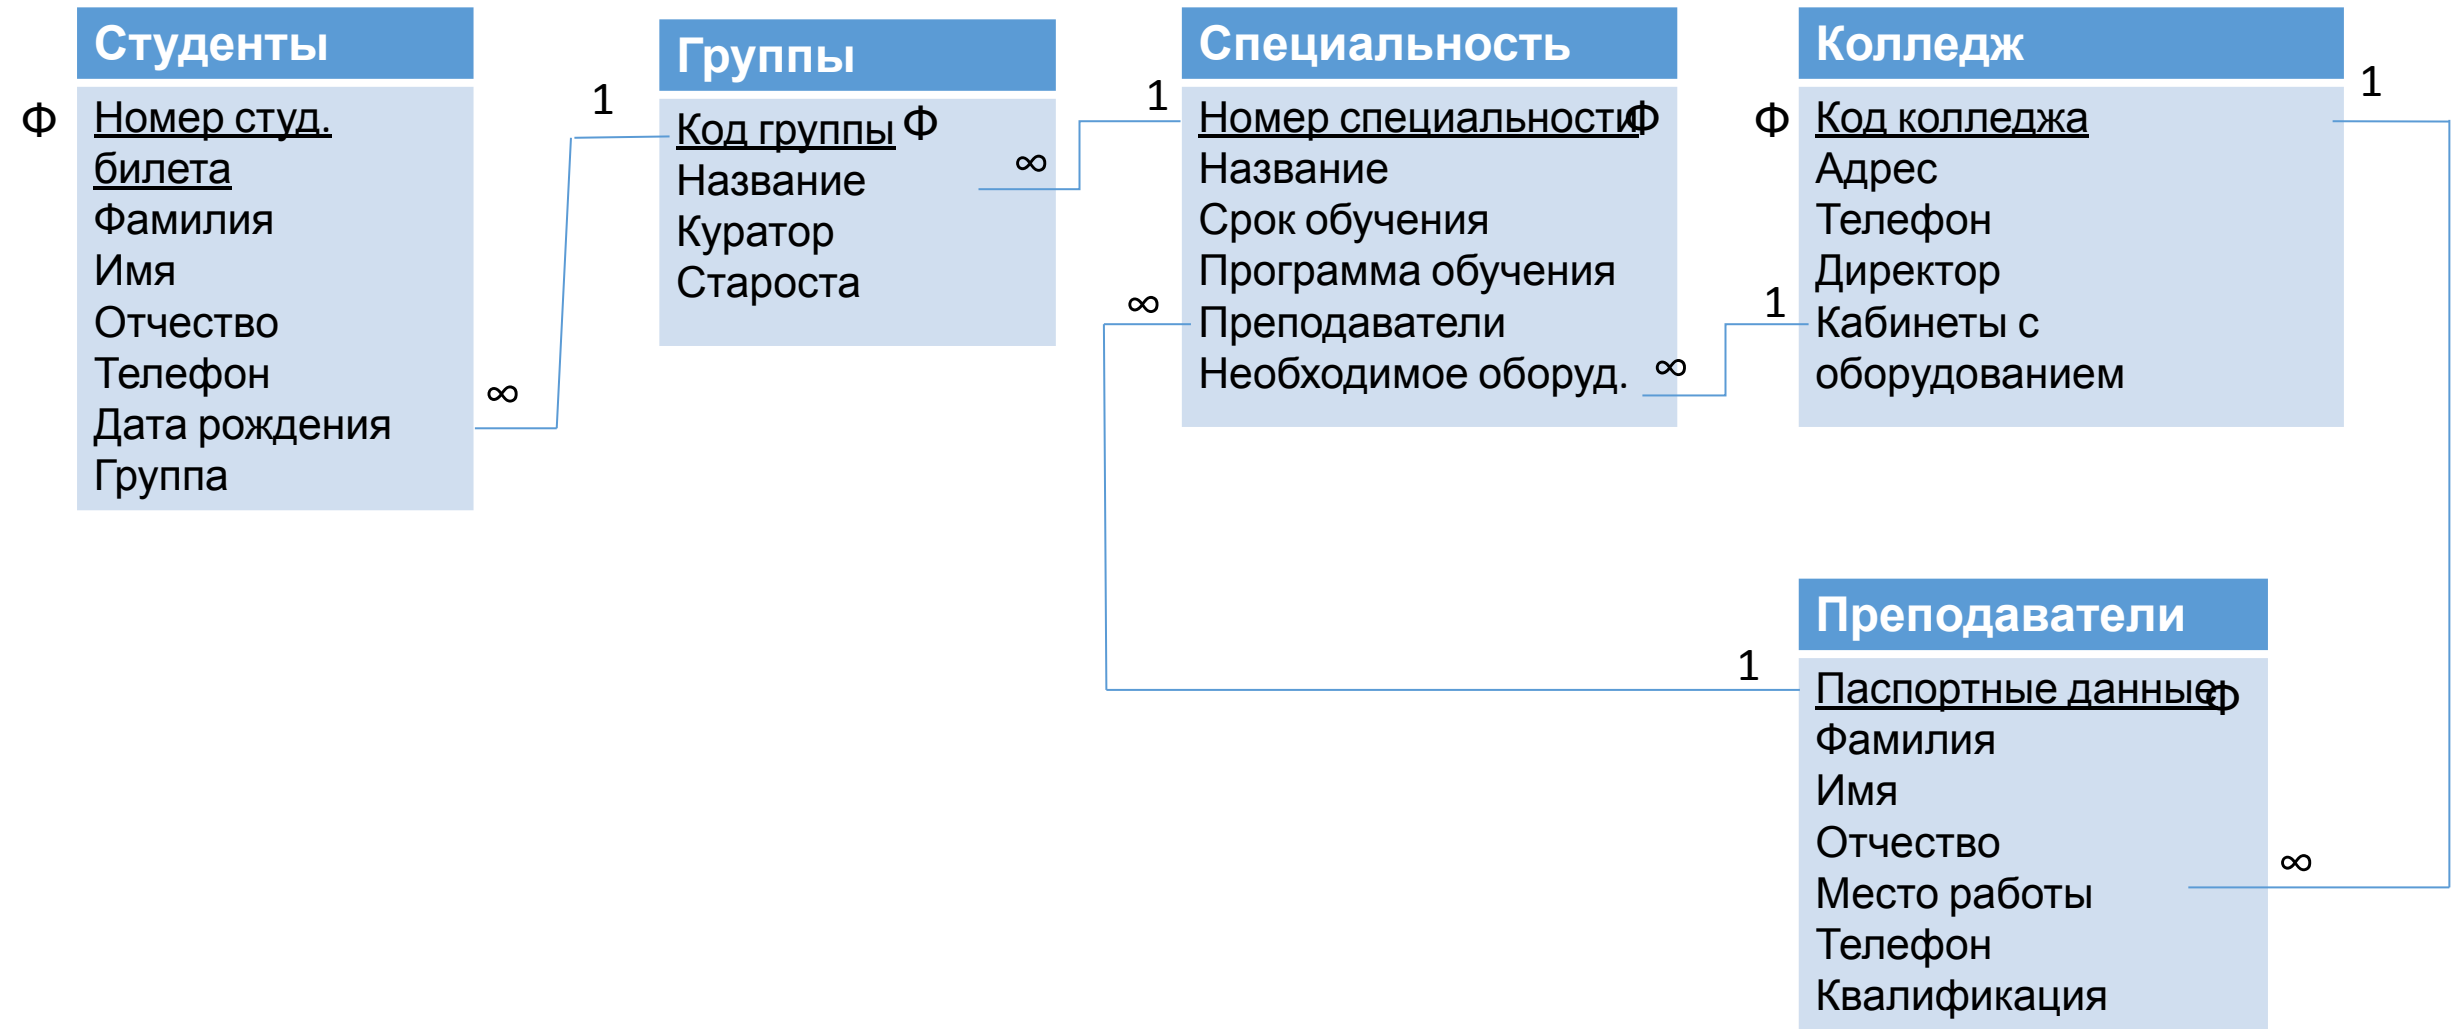 Студенты
Ф
Номер студ.
билета
Фамилия
Имя
Отчество
Телефон
Дата рождения
Группа
∞
1
Группы
Код группы Ф
Название
Куратор
Староста
∞
1
Специальность
Номер специальности Ф
Название
Срок обучения
Программа обучения
Преподаватели
Необходимое оборуд.
∞
∞
1
Колледж
Ф
Код колледжа
Адрес
Телефон
Директор
Кабинеты с
оборудованием
1
1
Преподаватели
Паспортные данные Ф
Фамилия
Имя
Отчество
Место работы
Телефон
Квалификация
∞